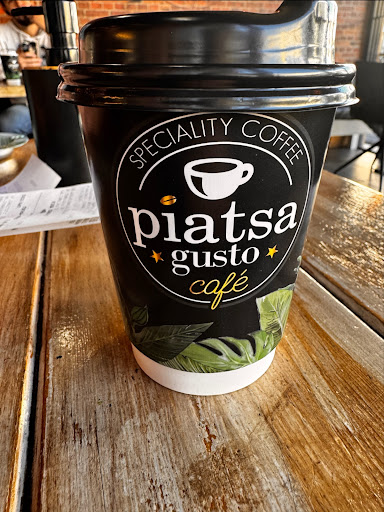 SPECIALITY COFFEE
piatsa
gusto
café